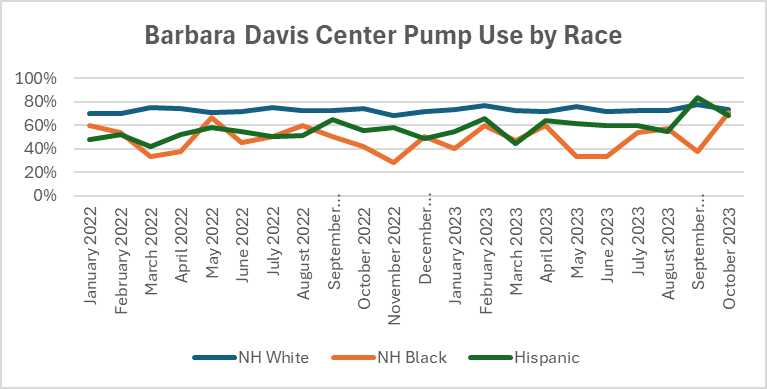 Barbara Davis Center Pump Use by Race
100%
80%
60%
40%
20%
0%
January 2022
February 2022
March 2022
April 2022
May 2022
June 2022
July 2022
August 2022
September...
October 2022
November 2022
December...
January 2023
February 2023
March 2023
April 2023
May 2023
June 2023
July 2023
August 2023
September...
October 2023
NH White NH Black Hispanic